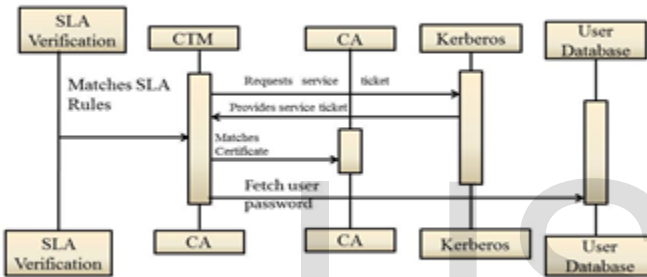 SLA
Verification
CTM
CA
Kerberos
User
Database
Matches SLA
Rules
Requests service ticket
Provides service ticket
Matches
Certificate
Fetch user
password
SLA
Verification
CA
CA
Kerberos
User
Database